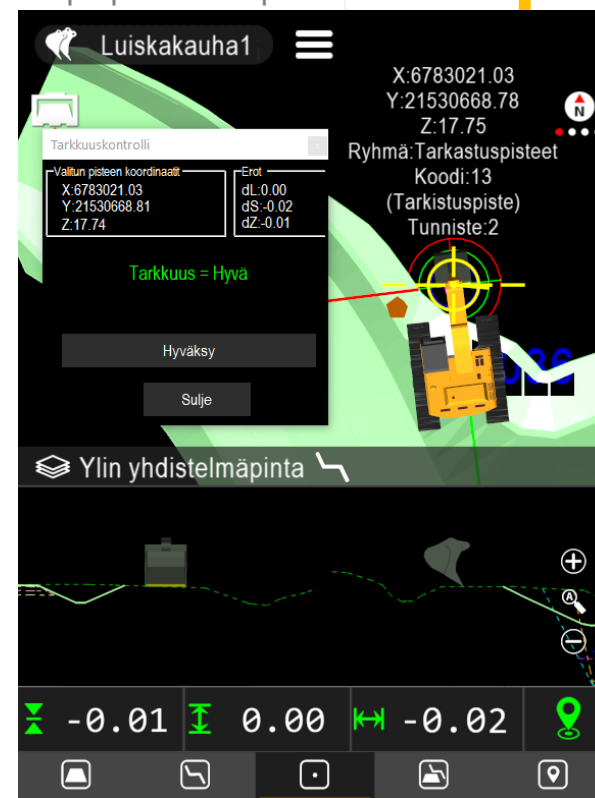 Luiskakauha1
X:6783021.03
Y:21530668.78
Z:17.75
Ryhmä:Tarkastuspisteet
Koodi:13
(Tarkistuspiste)
Tunniste:2
N
Tarkkuuskontrolli
Valitun pisteen koordinaatit
X:6783021.03
Y:21530668.81
Z:17.74
Erot
dL:0.00
dS:-0.02
dZ:-0.01
Tarkkuus = Hyvä
Hyväksy
Sulje
Ylin yhdistelmäpinta
A
-0.01
0.00
-0.02